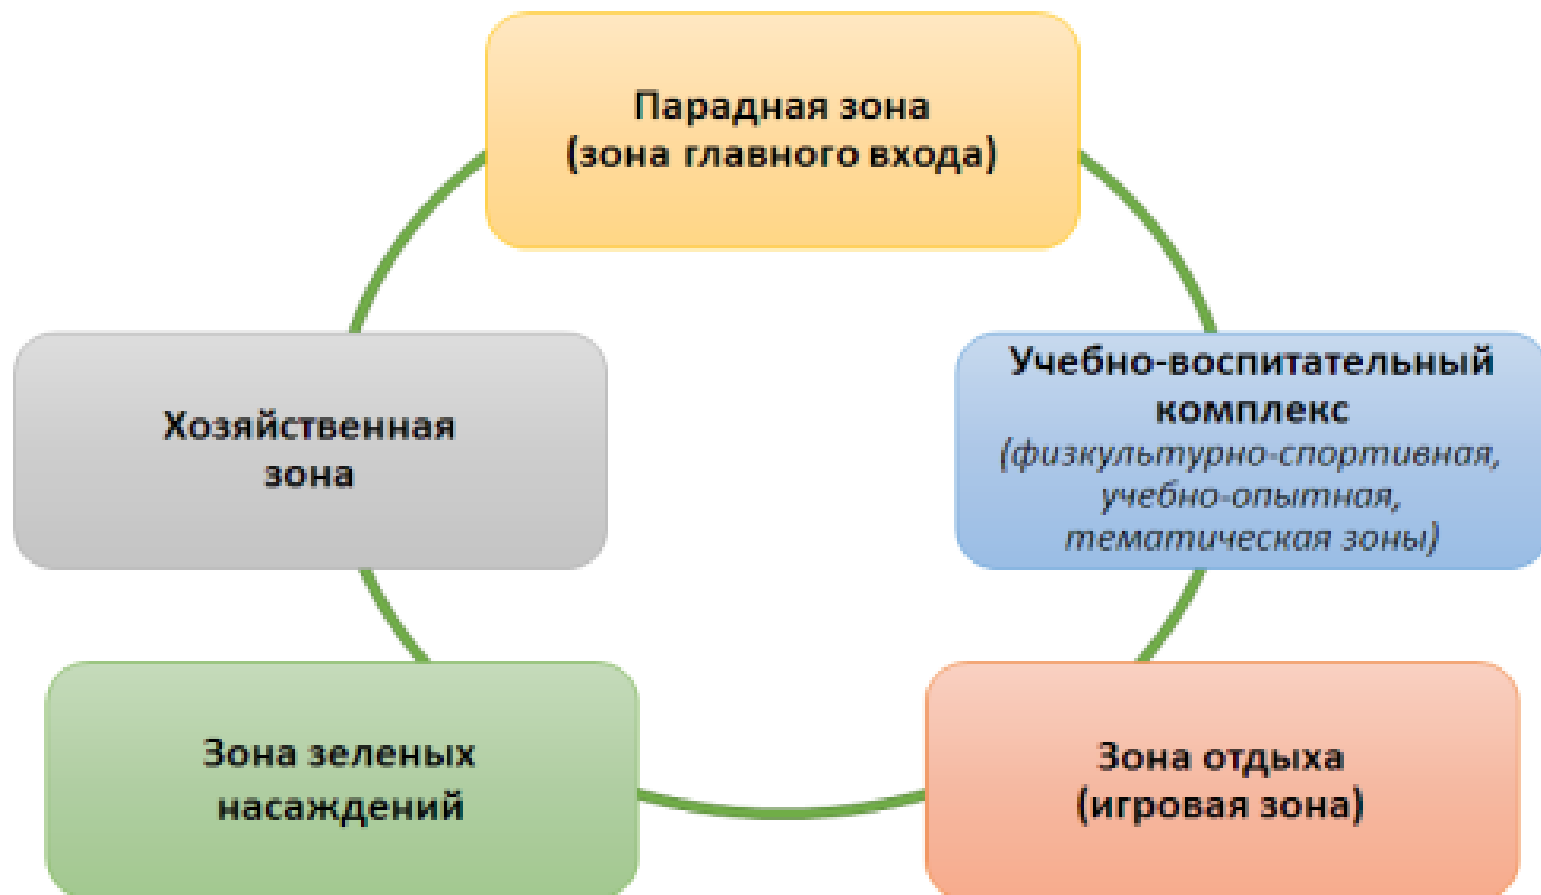 Парадная зона
(зона главного входа)
Учебно-воспитательный
комплекс
(физкультурно-спортивная,
учебно-опытная,
тематическая зоны)
Зона отдыха
(игровая зона)
Зона зеленых
насаждений
Хозяйственная
зона